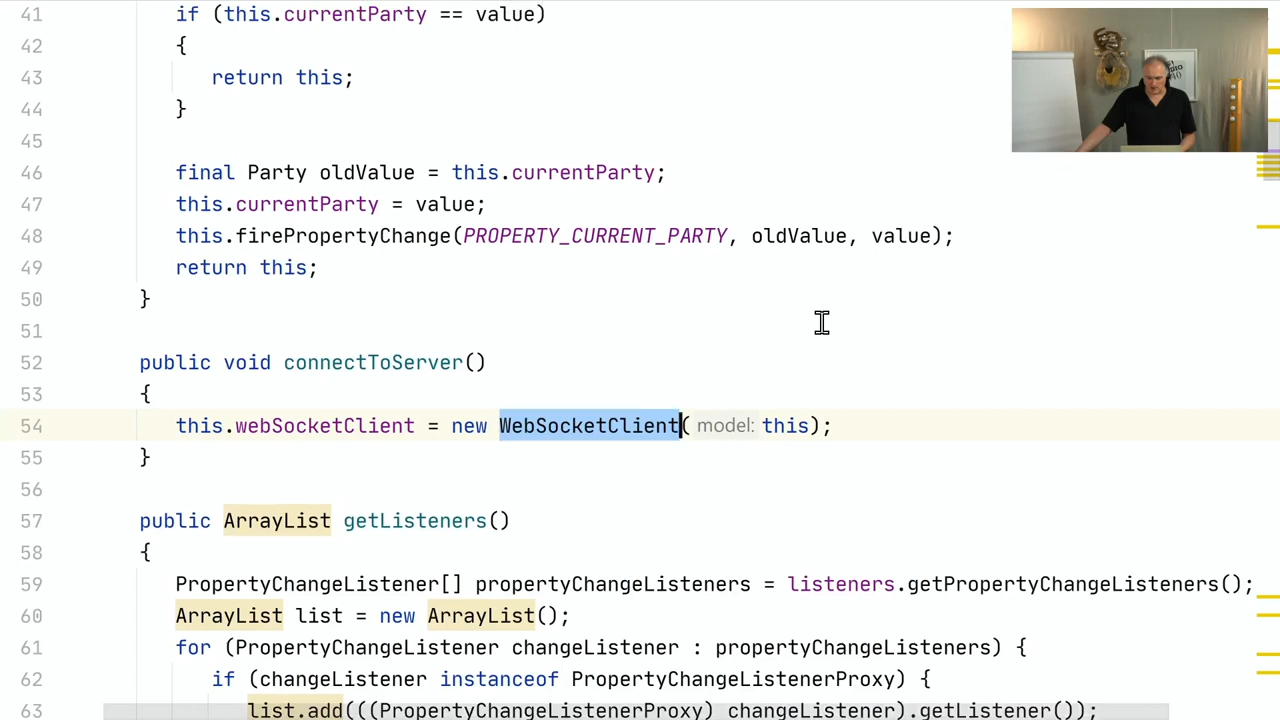 41 if (this.currentParty == value)
42 {
43 return this;
44 }
45
46 final Party oldValue = this.currentParty;
47 this.currentParty = value;
48 this.firePropertyChange(PROPERTY_CURRENT_PARTY, oldValue, value);
49 return this;
50 }
51
52 public void connectToServer()
53 {
54 this.webSocketClient = new WebSocketClient( model: this);
55 }
56
57 public ArrayList getListeners()
58 {
59 PropertyChangeListener[] propertyChangeListeners = listeners.getPropertyChangeListeners();
60 ArrayList list = new ArrayList();
61 for (PropertyChangeListener changeListener : propertyChangeListeners) {
62 if (changeListener instanceof PropertyChangeListenerProxy) {
63 list.add(((PropertyChangeListenerProxy) changeListener).getListener());